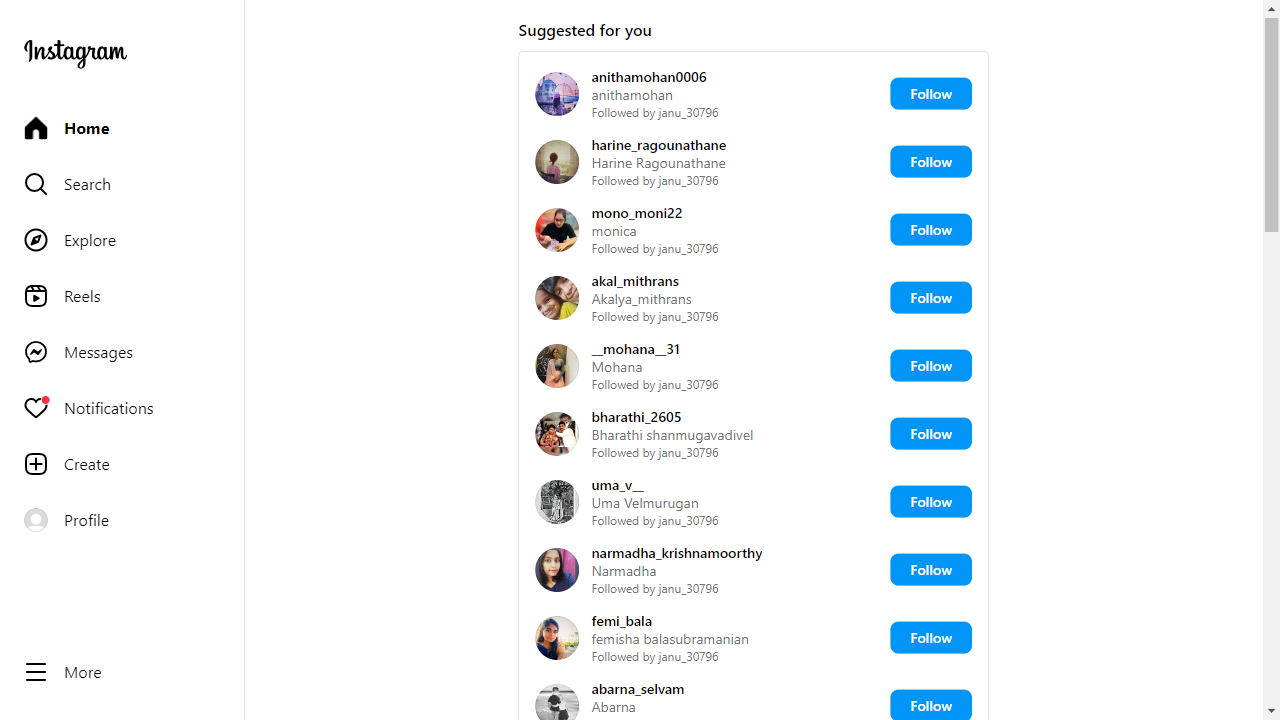 Instagram
Home
Search
Explore
Reels
Messages
Notifications
Create
Profile
More
Suggested for you
anithamohan0006
anithamohan
Followed by janu_30796
Follow
harine_ragounathane
Harine Ragounathane
Followed by janu_30796
Follow
mono_moni22
monica
Followed by janu_30796
Follow
akal_mithrans
Akalya_mithrans
Followed by janu_30796
Follow
__mohana__31
Mohana
Followed by janu_30796
Follow
bharathi_2605
Bharathi shanmugavadivel
Followed by janu_30796
Follow
uma_v__
Uma Velmurugan
Followed by janu_30796
Follow
narmadha_krishnamoorthy
Narmadha
Followed by janu_30796
Follow
femi_bala
femisha balasubramanian
Followed by janu_30796
Follow
abarna_selvam
Abarna
Follow